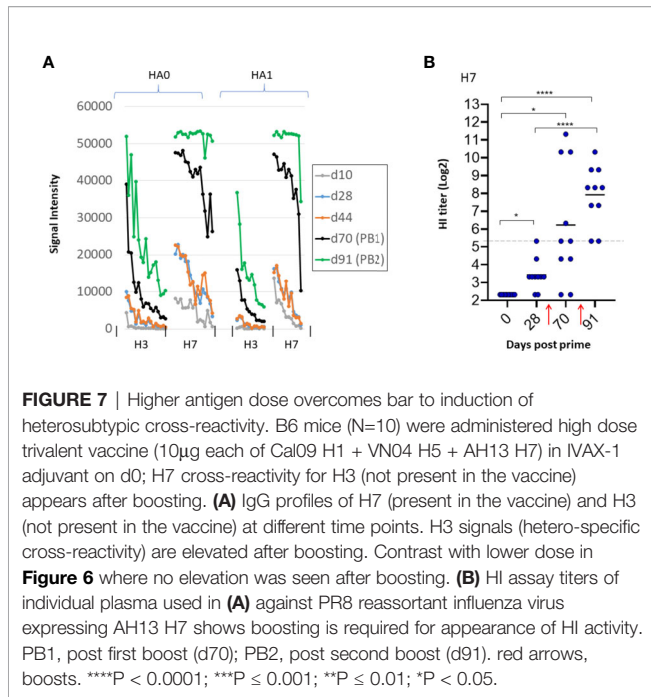 A
HA0
HA1
60000
50000
40000
30000
20000
10000
0
Signal Intensity
H3
H7
H3
H7
d10
d28
d44
d70 (PB1)
d91 (PB2)
B
H7
****
*
****
*
13
12
11
10
9
8
7
6
5
4
3
2
HI titer (Log2)
0
28
70
91
Days post prime
FIGURE 7 | Higher antigen dose overcomes bar to induction of
heterosubtypic cross-reactivity. B6 mice (N=10) were administered high dose
trivalent vaccine (10µg each of Cal09 H1 + VN04 H5 + AH13 H7) in IVAX-1
adjuvant on d0; H7 cross-reactivity for H3 (not present in the vaccine)
appears after boosting. (A) IgG profiles of H7 (present in the vaccine) and H3
(not present in the vaccine) at different time points. H3 signals (hetero-specific
cross-reactivity) are elevated after boosting. Contrast with lower dose in
Figure 6 where no elevation was seen after boosting. (B) HI assay titers of
individual plasma used in (A) against PR8 reassortant influenza virus
expressing AH13 H7 shows boosting is required for appearance of HI activity.
PB1, post first boost (d70); PB2, post second boost (d91). red arrows,
boosts. ****P < 0.0001; ***P ≤ 0.001; **P ≤ 0.01; *P < 0.05.